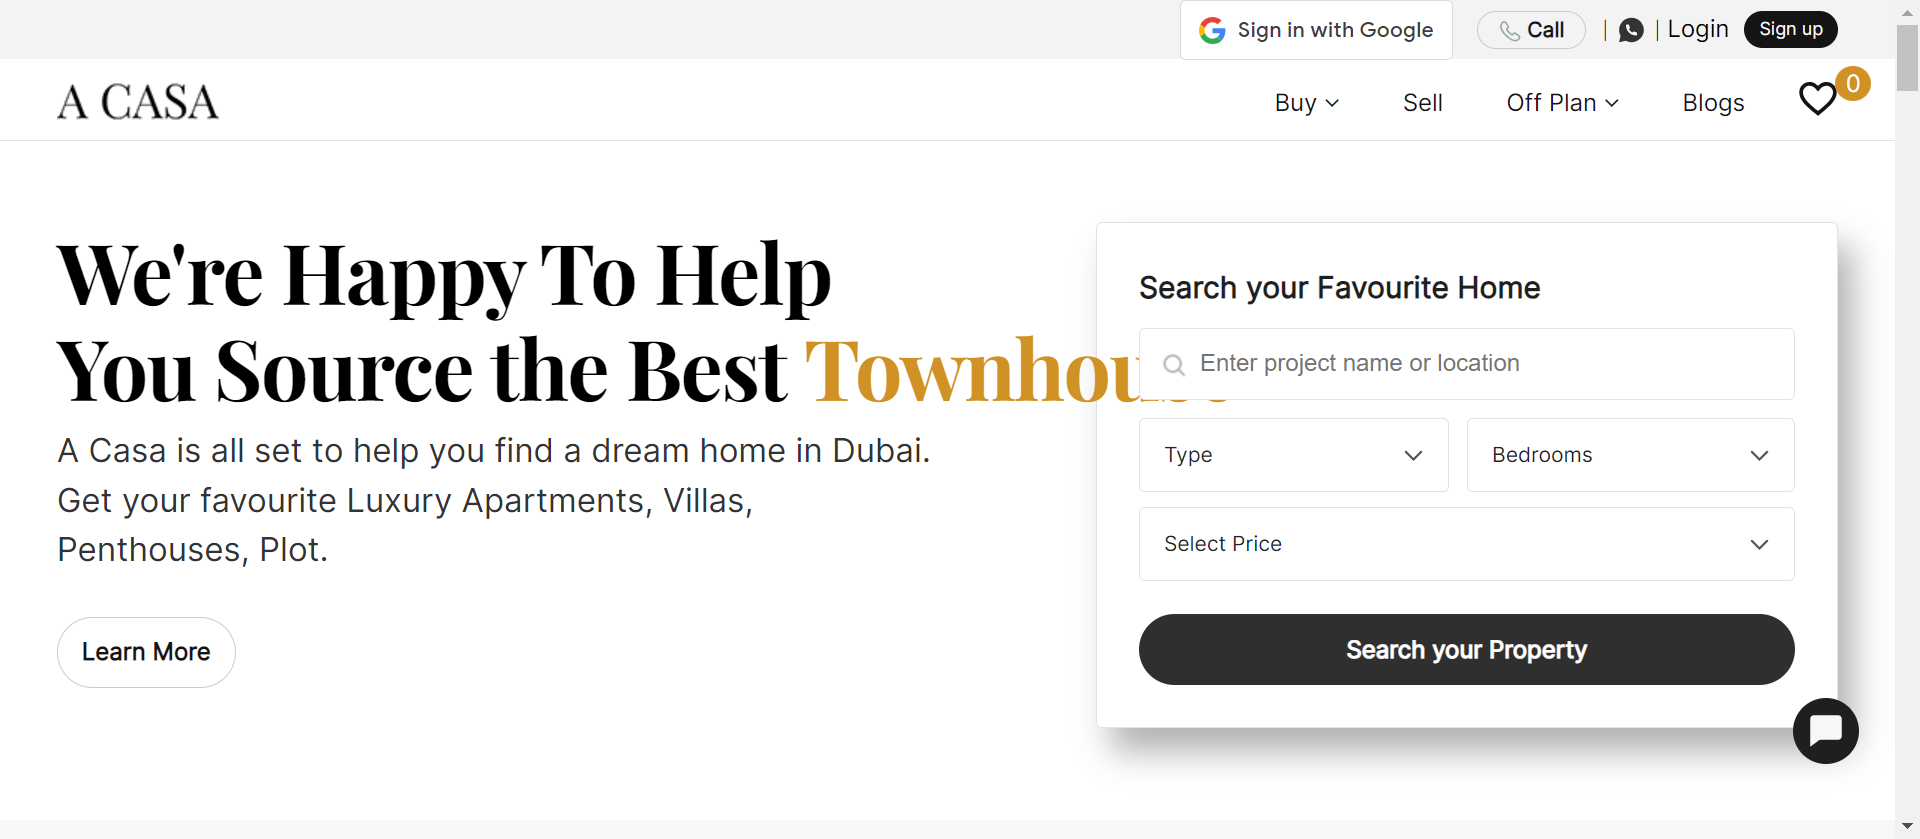 Sign in with Google
Call
Login
Sign up
A CASA
Buy
Sell
Off Plan
Blogs
0
We're Happy To Help
You Source the Best
A Casa is all set to help you find a dream home in Dubai.
Get your favourite Luxury Apartments, Villas,
Penthouses, Plot.
Learn More
Search your Favourite Home
Enter project name or location
Type
Bedrooms
Select Price
Search your Property